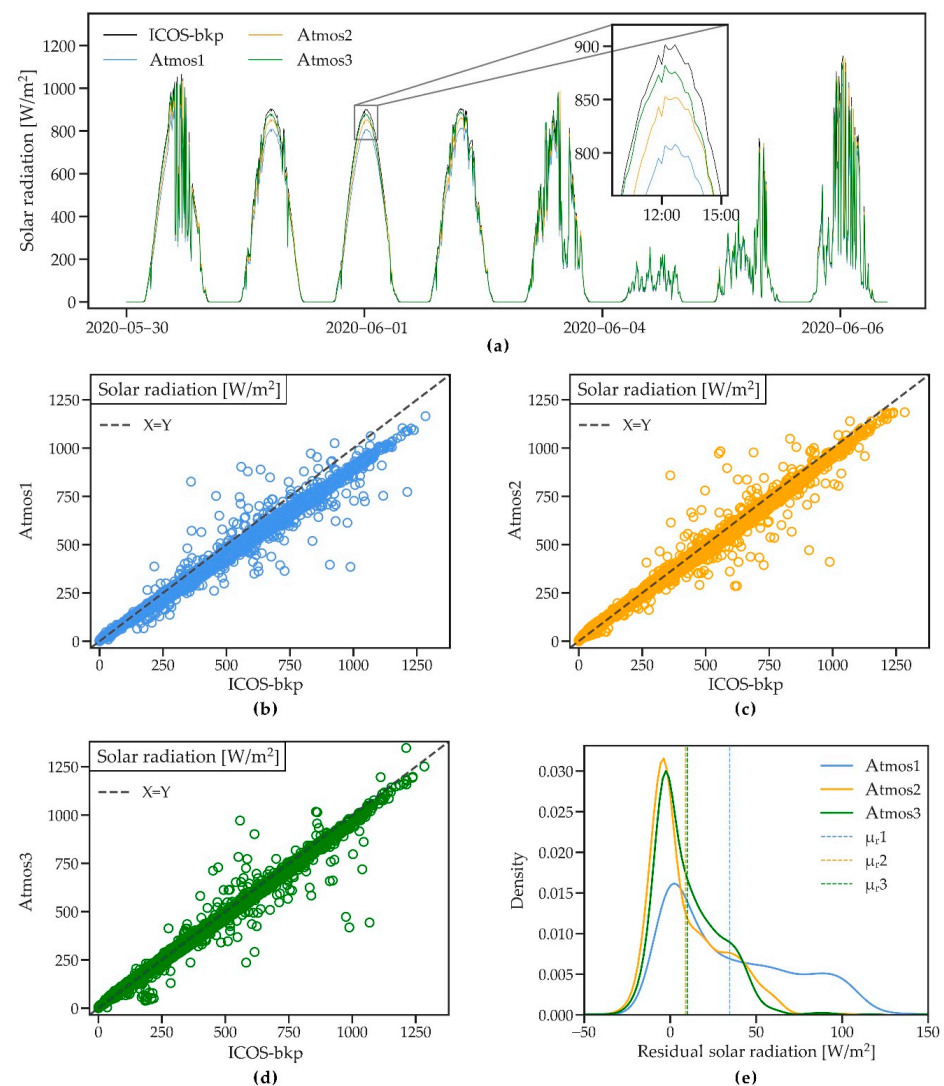 ICOS-bkp
Atmos1
Atmos2
Atmos3
Solar radiation [W/m²]
1200
1000
800
600
400
200
0
900
850
800
12:00
15:00
2020-05-30
2020-06-01
2020-06-04
2020-06-06
(a)
Solar radiation [W/m²]
X=Y
Atmos1
1250
1000
750
500
250
0
0
250
500
750
1000
1250
ICOS-bkp
(b)
Solar radiation [W/m²]
X=Y
Atmos2
1250
1000
750
500
250
0
0
250
500
750
1000
1250
ICOS-bkp
(c)
Solar radiation [W/m²]
X=Y
Atmos3
1250
1000
750
500
250
0
0
250
500
750
1000
1250
ICOS-bkp
(d)
Atmos1
Atmos2
Atmos3
μr1
μr2
μr3
Density
0.030
0.025
0.020
0.015
0.010
0.005
0.000
−50
0
50
100
150
Residual solar radiation [W/m²]
(e)